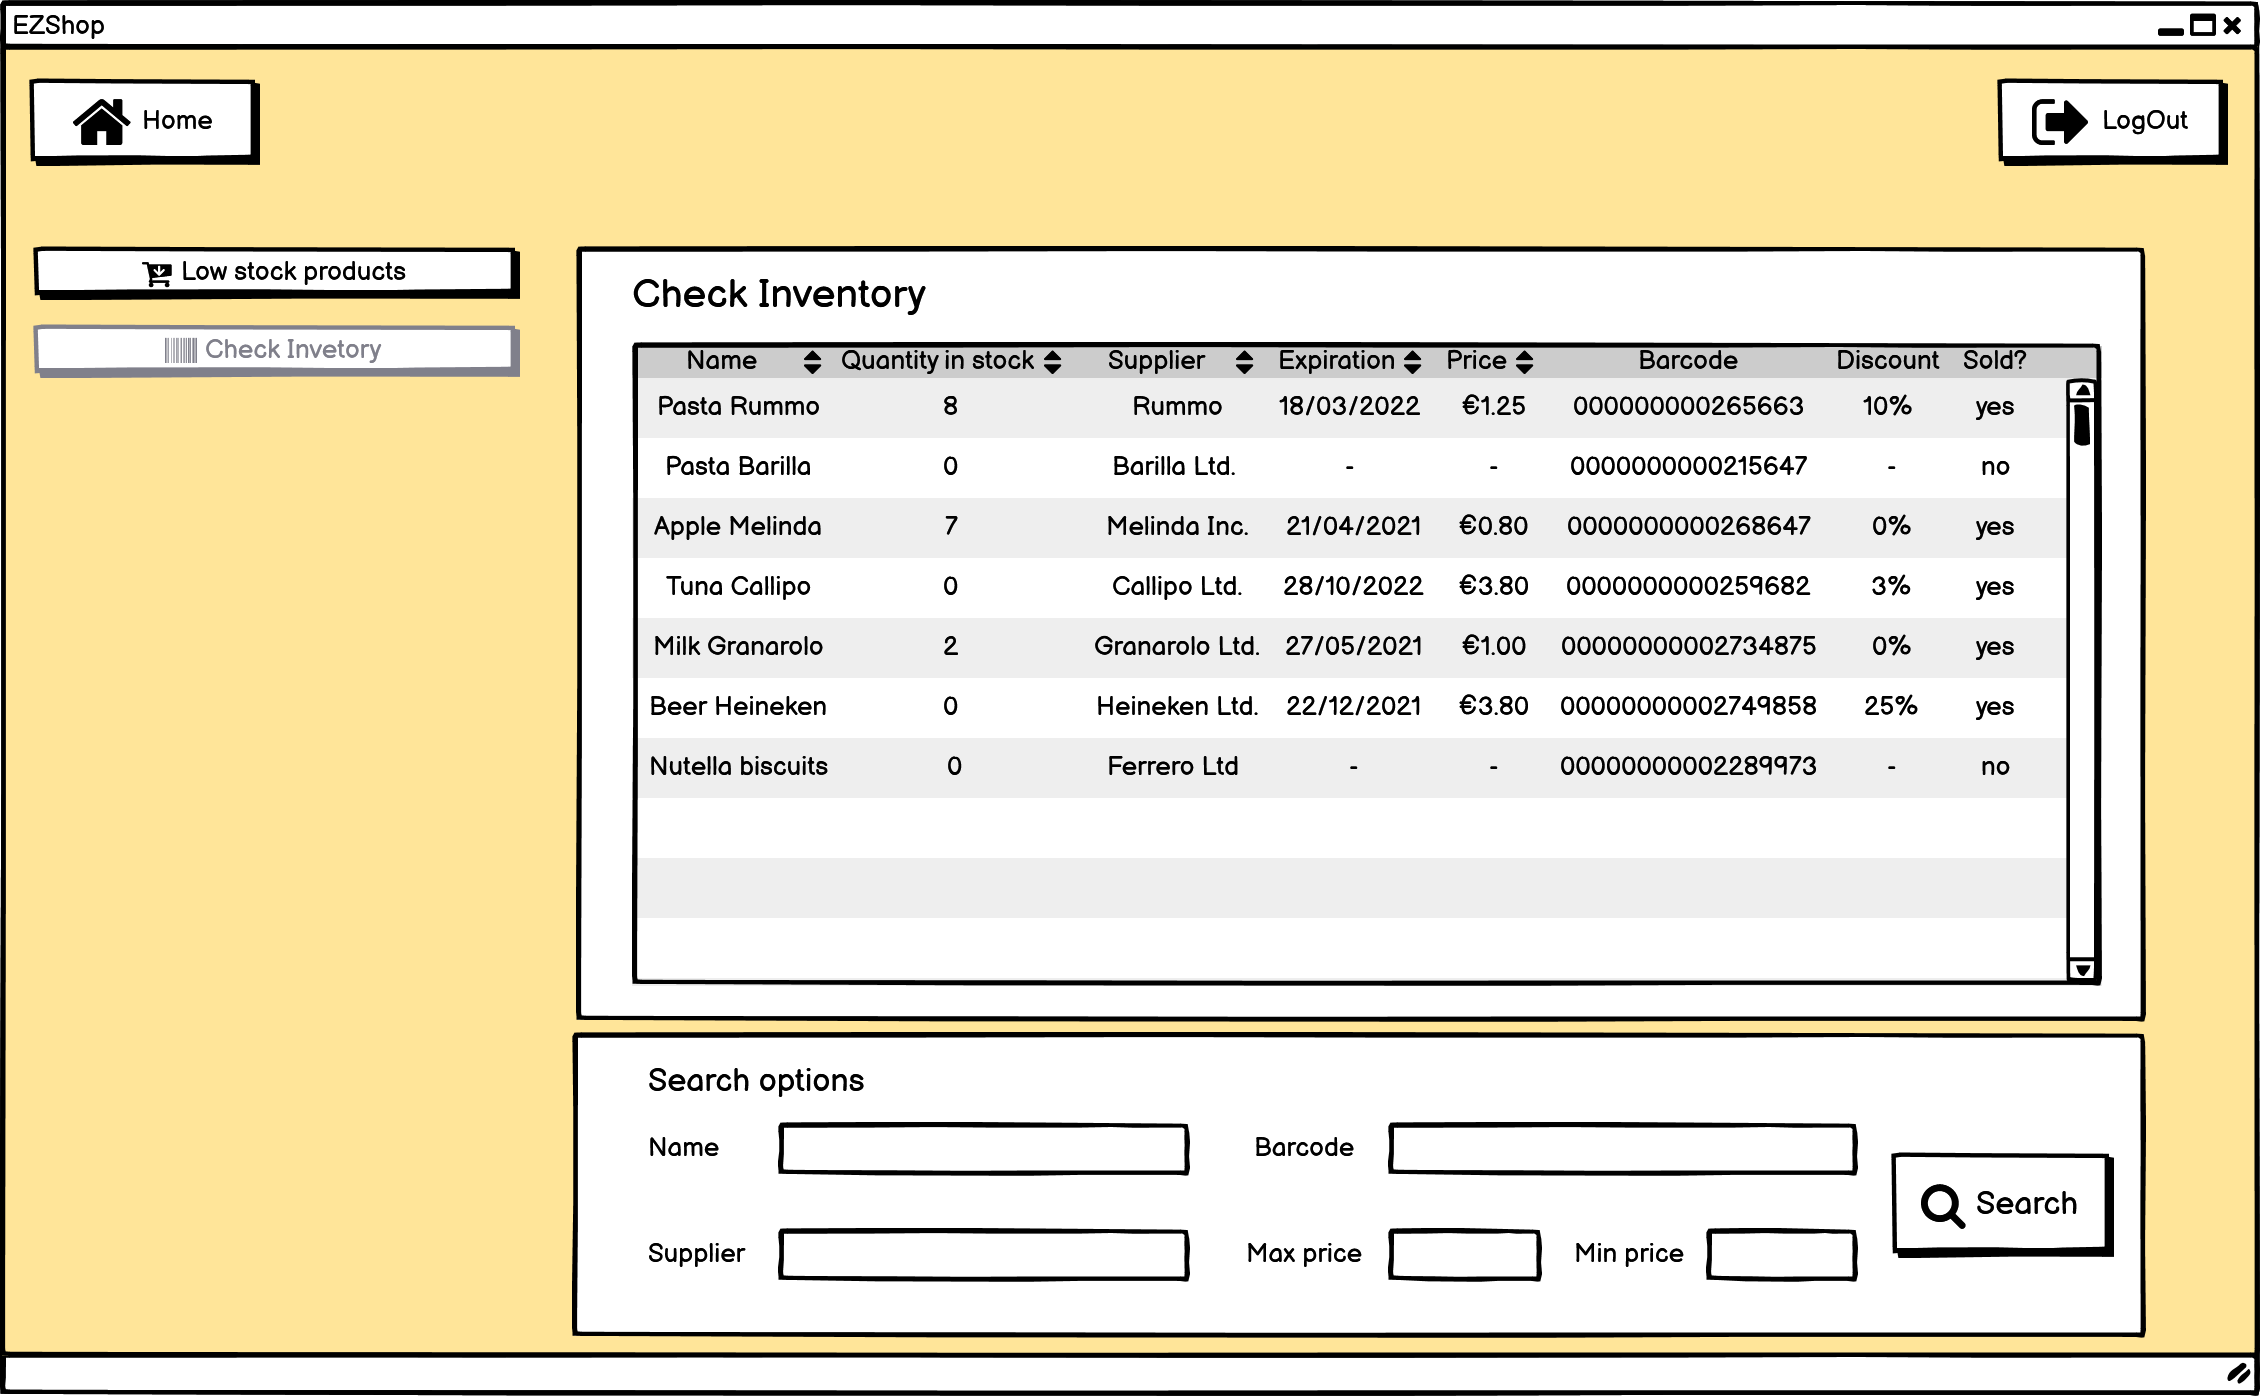 EZShop
Home
LogOut
Low stock products
Check Invetory
Check Inventory
Name Quantity in stock Supplier Expiration Price Barcode Discount Sold?
Pasta Rummo 8 Rummo 18/03/2022 €1.25 000000000265663 10% yes
Pasta Barilla 0 Barilla Ltd. - - 0000000000215647 - no
Apple Melinda 7 Melinda Inc. 21/04/2021 €0.80 0000000000268647 0% yes
Tuna Callipo 0 Callipo Ltd. 28/10/2022 €3.80 0000000000259682 3% yes
Milk Granarolo 2 Granarolo Ltd. 27/05/2021 €1.00 00000000002734875 0% yes
Beer Heineken 0 Heineken Ltd. 22/12/2021 €3.80 00000000002749858 25% yes
Nutella biscuits 0 Ferrero Ltd - - 00000000002289973 - no
Search options
Name Barcode
Search
Supplier Max price Min price